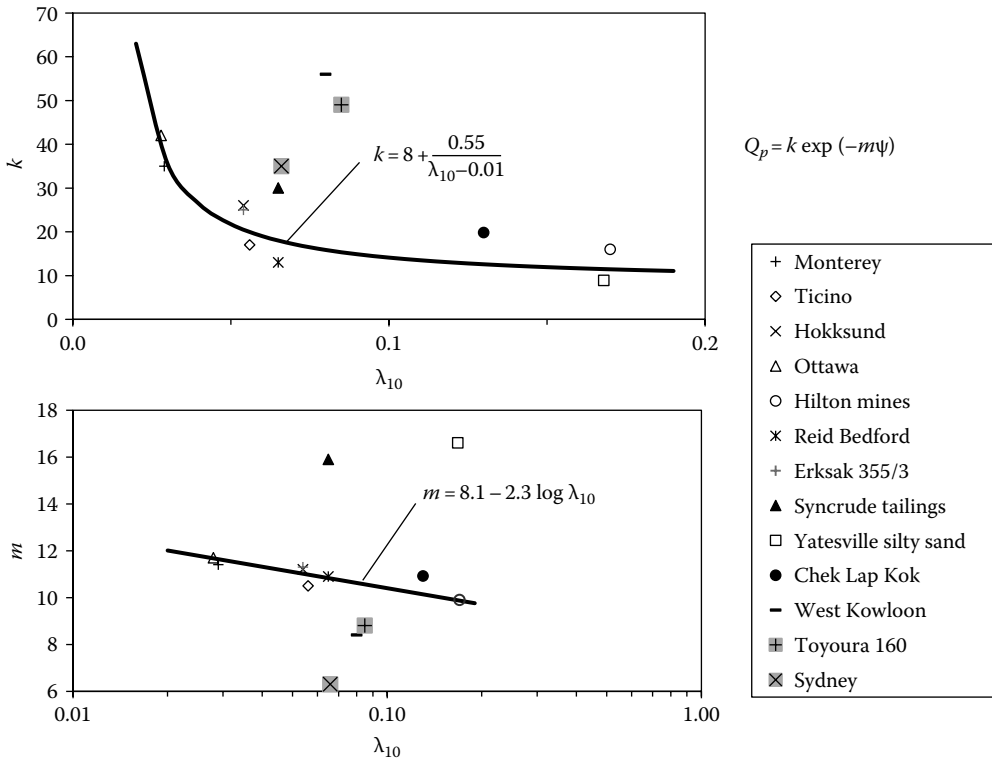 70
60
50
40
30
20
10
0
k
0.0
0.1
0.2
λ10
k = 8 + 0.55 / λ10–0.01
Qp = k exp (–mψ)
18
16
14
12
10
8
6
m
0.01
0.10
1.00
λ10
m = 8.1 – 2.3 log λ10
Monterey
Ticino
Hokksund
Ottawa
Hilton mines
Reid Bedford
Erksak 355/3
Syncrude tailings
Yatesville silty sand
Chek Lap Kok
West Kowloon
Toyoura 160
Sydney